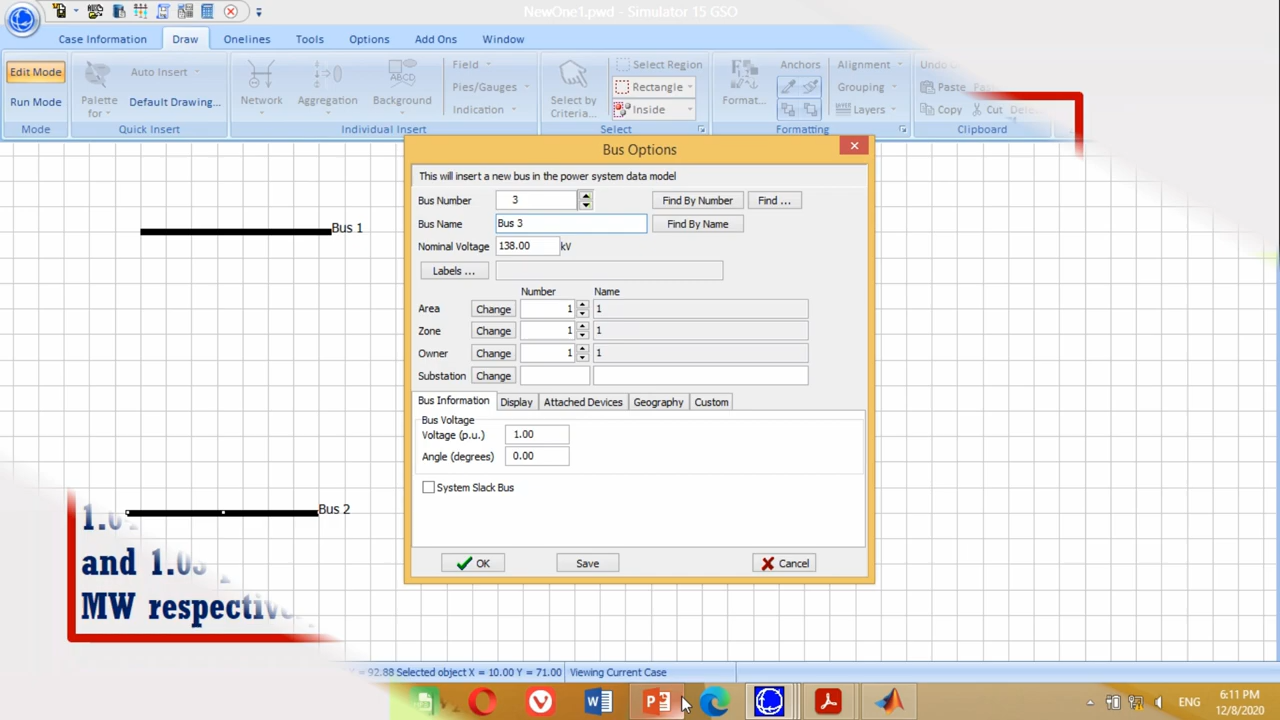 NewOne1.pwd - Simulator 15 GSO
Case Information Draw Onelines Tools Options Add Ons Window
Edit Mode
Run Mode
Mode
Palette for
Auto Insert
Default Drawing...
Quick Insert
Network
Aggregation
Background
Field
Pies/Gauges
Indication
Individual Insert
Select by Criteria...
Select Region
Rectangle
Inside
Select
Format...
Anchors
Alignment
Grouping
Layers
Formatting
Undo
Paste
Copy
Cut
Clipboard
Bus Options
This will insert a new bus in the power system data model
Bus Number 3 Find By Number Find ...
Bus Name Bus 3 Find By Name
Nominal Voltage 138.00 kV
Labels ...
Number Name
Area Change 1 1
Zone Change 1 1
Owner Change 1 1
Substation Change
Bus Information Display Attached Devices Geography Custom
Bus Voltage
Voltage (p.u.) 1.00
Angle (degrees) 0.00
System Slack Bus
OK Save Cancel
Bus 1
Bus 2
and
MW
92.88 Selected object X = 10.00 Y = 71.00 Viewing Current Case
ENG
6:11 PM
12/8/2020